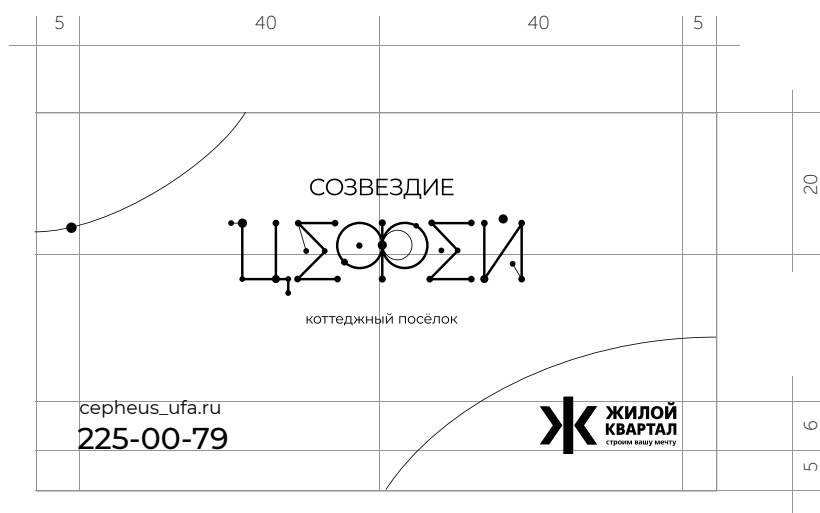 5 40 40 5
20
СОЗВЕЗДИЕ
ЦЕФЕЙ
коттеджный посёлок
cepheus_ufa.ru
225-00-79
ЖИЛОЙ
КВАРТАЛ
строим вашу мечту
6
5